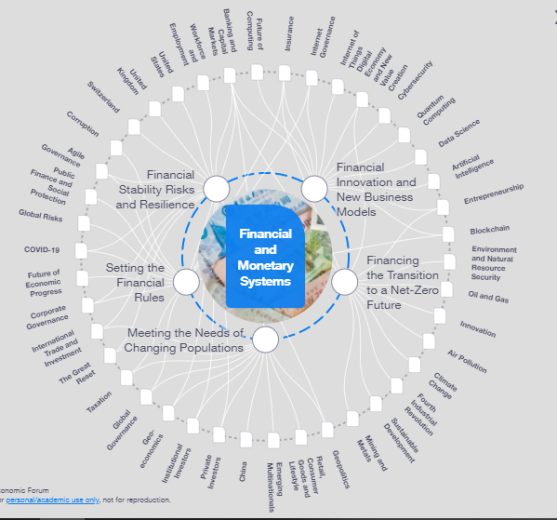 Financial
and
Monetary
Systems
Financial
Innovation and
New Business
Models
Financing
the Transition
to a Net-Zero
Future
Meeting the Needs of
Changing Populations
Setting the
Financial
Rules
Financial
Stability Risks
and Resilience
Future of
Computing
Insurance
Internet
Governance
Internet of
Things
Digital
Economy
and New
Value
Creation
Cybersecurity
Quantum
Computing
Data Science
Artificial
Intelligence
Entrepreneurship
Blockchain
Environment
and Natural
Resource
Security
Oil and Gas
Innovation
Air Pollution
Climate
Change
Fourth
Industrial
Revolution
Sustainable
Development
Mining and
Metals
Geopolitics
Retail,
Consumer
Goods and
Lifestyle
Emerging
Multinationals
China
Private
Investors
Institutional
Investors
Geo-
economics
Global
Governance
Taxation
The Great
Reset
International
Trade and
Investment
Corporate
Governance
Future of
Economic
Progress
COVID-19
Global Risks
Public
Finance and
Social
Protection
Agile
Governance
Corruption
Switzerland
United
Kingdom
United
States
Workforce
and
Employment
Banking and
Capital
Markets
onomic Forum
r personal/academic use only, not for reproduction.